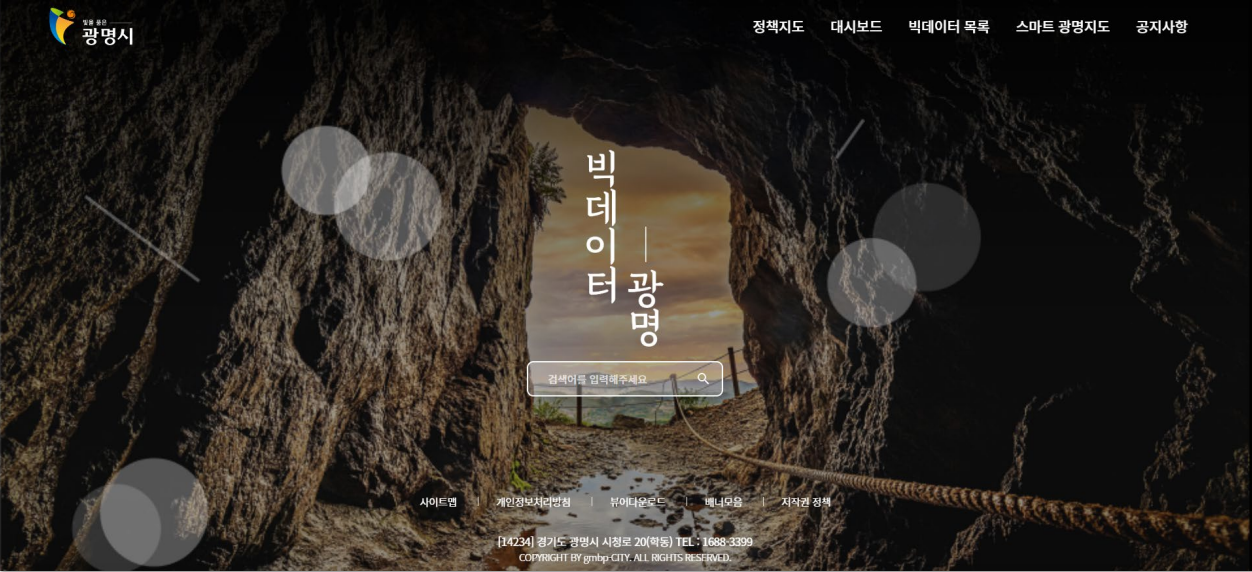 빛을 품은
광명시
정책지도 대시보드 빅데이터 목록 스마트 광명지도 공지사항
빅데이터
광명
검색어를 입력해주세요
사이트맵 | 개인정보처리방침 | 뷰어다운로드 | 배너모음 | 저작권 정책
[14234] 경기도 광명시 시청로 20(학동) TEL : 1688-3399
COPYRIGHT BY gmbp CITY. ALL RIGHTS RESERVED.